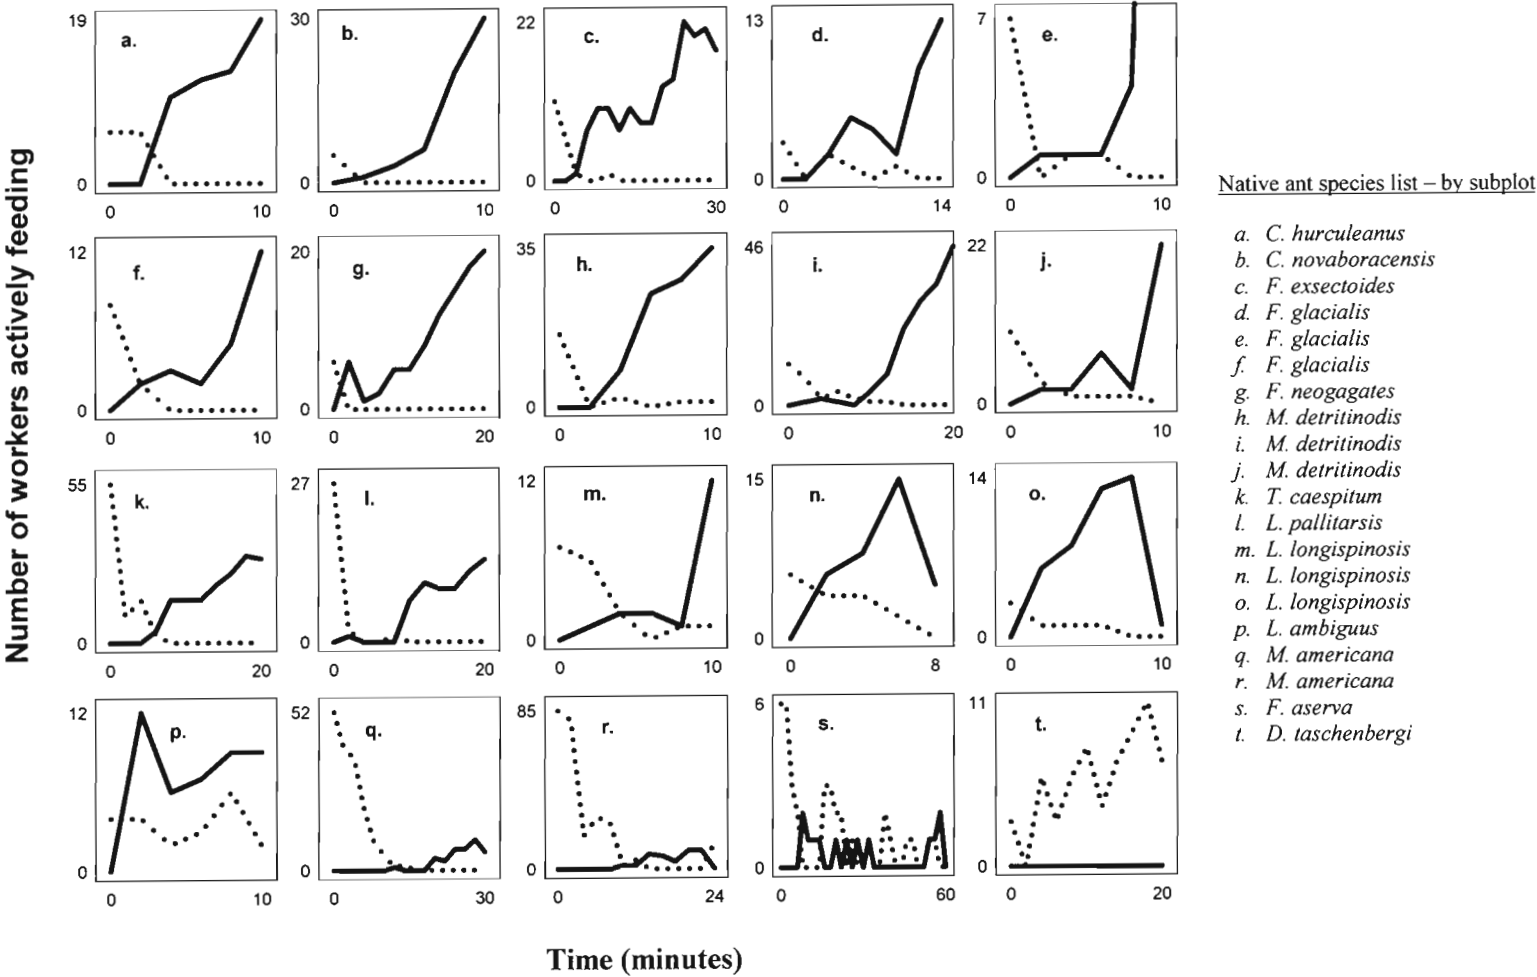 Number of workers actively feeding
19 a. 0 0 10
30 b. 0 0 10
22 c. 0 0 30
13 d. 0 0 14
7 e. 0 0 10
12 f. 0 0 10
20 g. 0 0 20
35 h. 0 0 10
46 i. 0 0 20
22 j. 0 0 10
55 k. 0 0 20
27 l. 0 0 20
12 m. 0 0 10
15 n. 0 0 8
14 o. 0 0 10
12 p. 0 0 10
52 q. 0 0 30
85 r. 0 0 24
6 s. 0 0 60
11 t. 0 0 20
Time (minutes)
Native ant species list – by subplot
a. C. hurculeanus
b. C. novaboracensis
c. F. exsectoides
d. F. glacialis
e. F. glacialis
f. F. glacialis
g. F. neogagates
h. M. detritinodis
i. M. detritinodis
j. M. detritinodis
k. T. caespitum
l. L. pallitarsis
m. L. longispinosis
n. L. longispinosis
o. L. longispinosis
p. L. ambiguus
q. M. americana
r. M. americana
s. F. aserva
t. D. taschenbergi